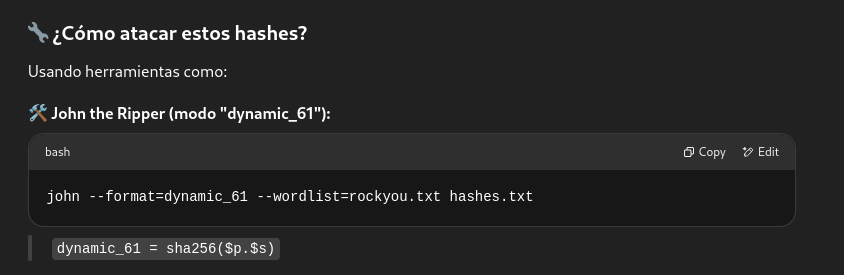 🔧 ¿Cómo atacar estos hashes?
Usando herramientas como:
🛠️ John the Ripper (modo "dynamic_61"):
bash
Copy
Edit
john --format=dynamic_61 --wordlist=rockyou.txt hashes.txt
dynamic_61 = sha256($p.$s)